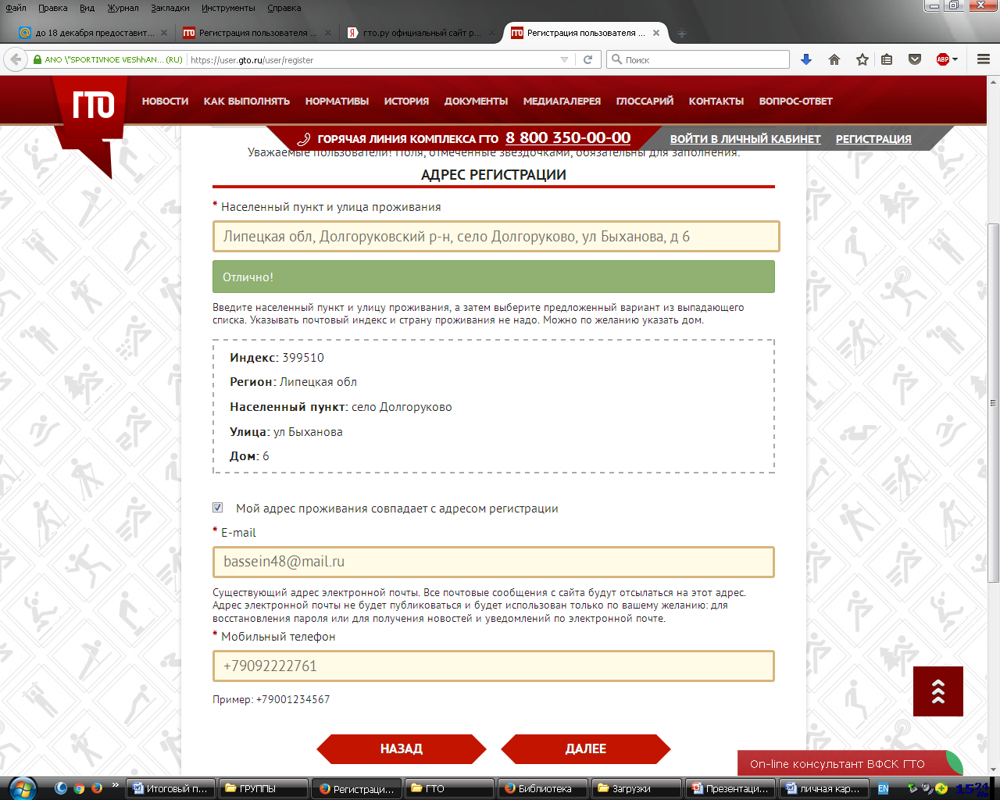 Файл Правка Вид Журнал Закладки Инструменты Справка
до 18 декабря предоставит... Регистрация пользователя ... гто.ру официальный сайт р... Регистрация пользователя ...
ANO \"SPORTIVNOE VEShhAN... (RU) https://user.gto.ru/user/register Поиск ABP
ГТО НОВОСТИ КАК ВЫПОЛНЯТЬ НОРМАТИВЫ ИСТОРИЯ ДОКУМЕНТЫ МЕДИАГАЛЕРЕЯ ГЛОССАРИЙ КОНТАКТЫ ВОПРОС-ОТВЕТ
ГОРЯЧАЯ ЛИНИЯ КОМПЛЕКСА ГТО 8 800 350-00-00 ВОЙТИ В ЛИЧНЫЙ КАБИНЕТ РЕГИСТРАЦИЯ
Уважаемые пользователи! Поля, отмеченные звездочками, обязательны для заполнения.
АДРЕС РЕГИСТРАЦИИ
* Населенный пункт и улица проживания
Липецкая обл, Долгоруковский р-н, село Долгоруково, ул Быханова, д 6
Отлично!
Введите населенный пункт и улицу проживания, а затем выберите предложенный вариант из выпадающего
списка. Указывать почтовый индекс и страну проживания не надо. Можно по желанию указать дом.
Индекс: 399510
Регион: Липецкая обл
Населенный пункт: село Долгоруково
Улица: ул Быханова
Дом: 6
Мой адрес проживания совпадает с адресом регистрации
* E-mail
bassein48@mail.ru
Существующий адрес электронной почты. Все почтовые сообщения с сайта будут отсылаться на этот адрес.
Адрес электронной почты не будет публиковаться и будет использован только по вашему желанию: для
восстановления пароля или для получения новостей и уведомлений по электронной почте.
* Мобильный телефон
+79092222761
Пример: +79001234567
НАЗАД ДАЛЕЕ
On-line консультант ВФСК ГТО
Итоговый п... ГРУППЫ Регистраци... ГТО Библиотека Загрузки Презентаци... личная кар... EN 15:24